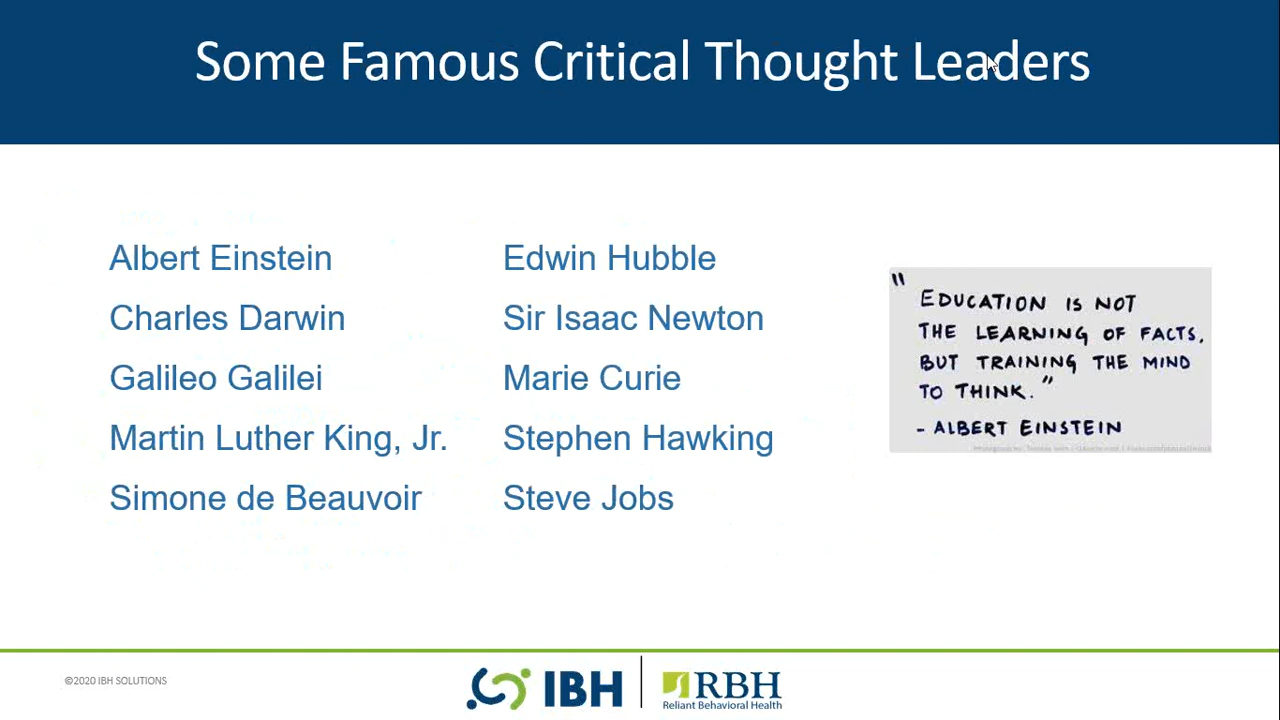 Some Famous Critical Thought Leaders
Albert Einstein
Charles Darwin
Galileo Galilei
Martin Luther King, Jr.
Simone de Beauvoir
Edwin Hubble
Sir Isaac Newton
Marie Curie
Stephen Hawking
Steve Jobs
" EDUCATION IS NOT
THE LEARNING OF FACTS,
BUT TRAINING THE MIND
TO THINK."
- ALBERT EINSTEIN
©2020 IBH SOLUTIONS
IBH
RBH
Reliant Behavioral Health